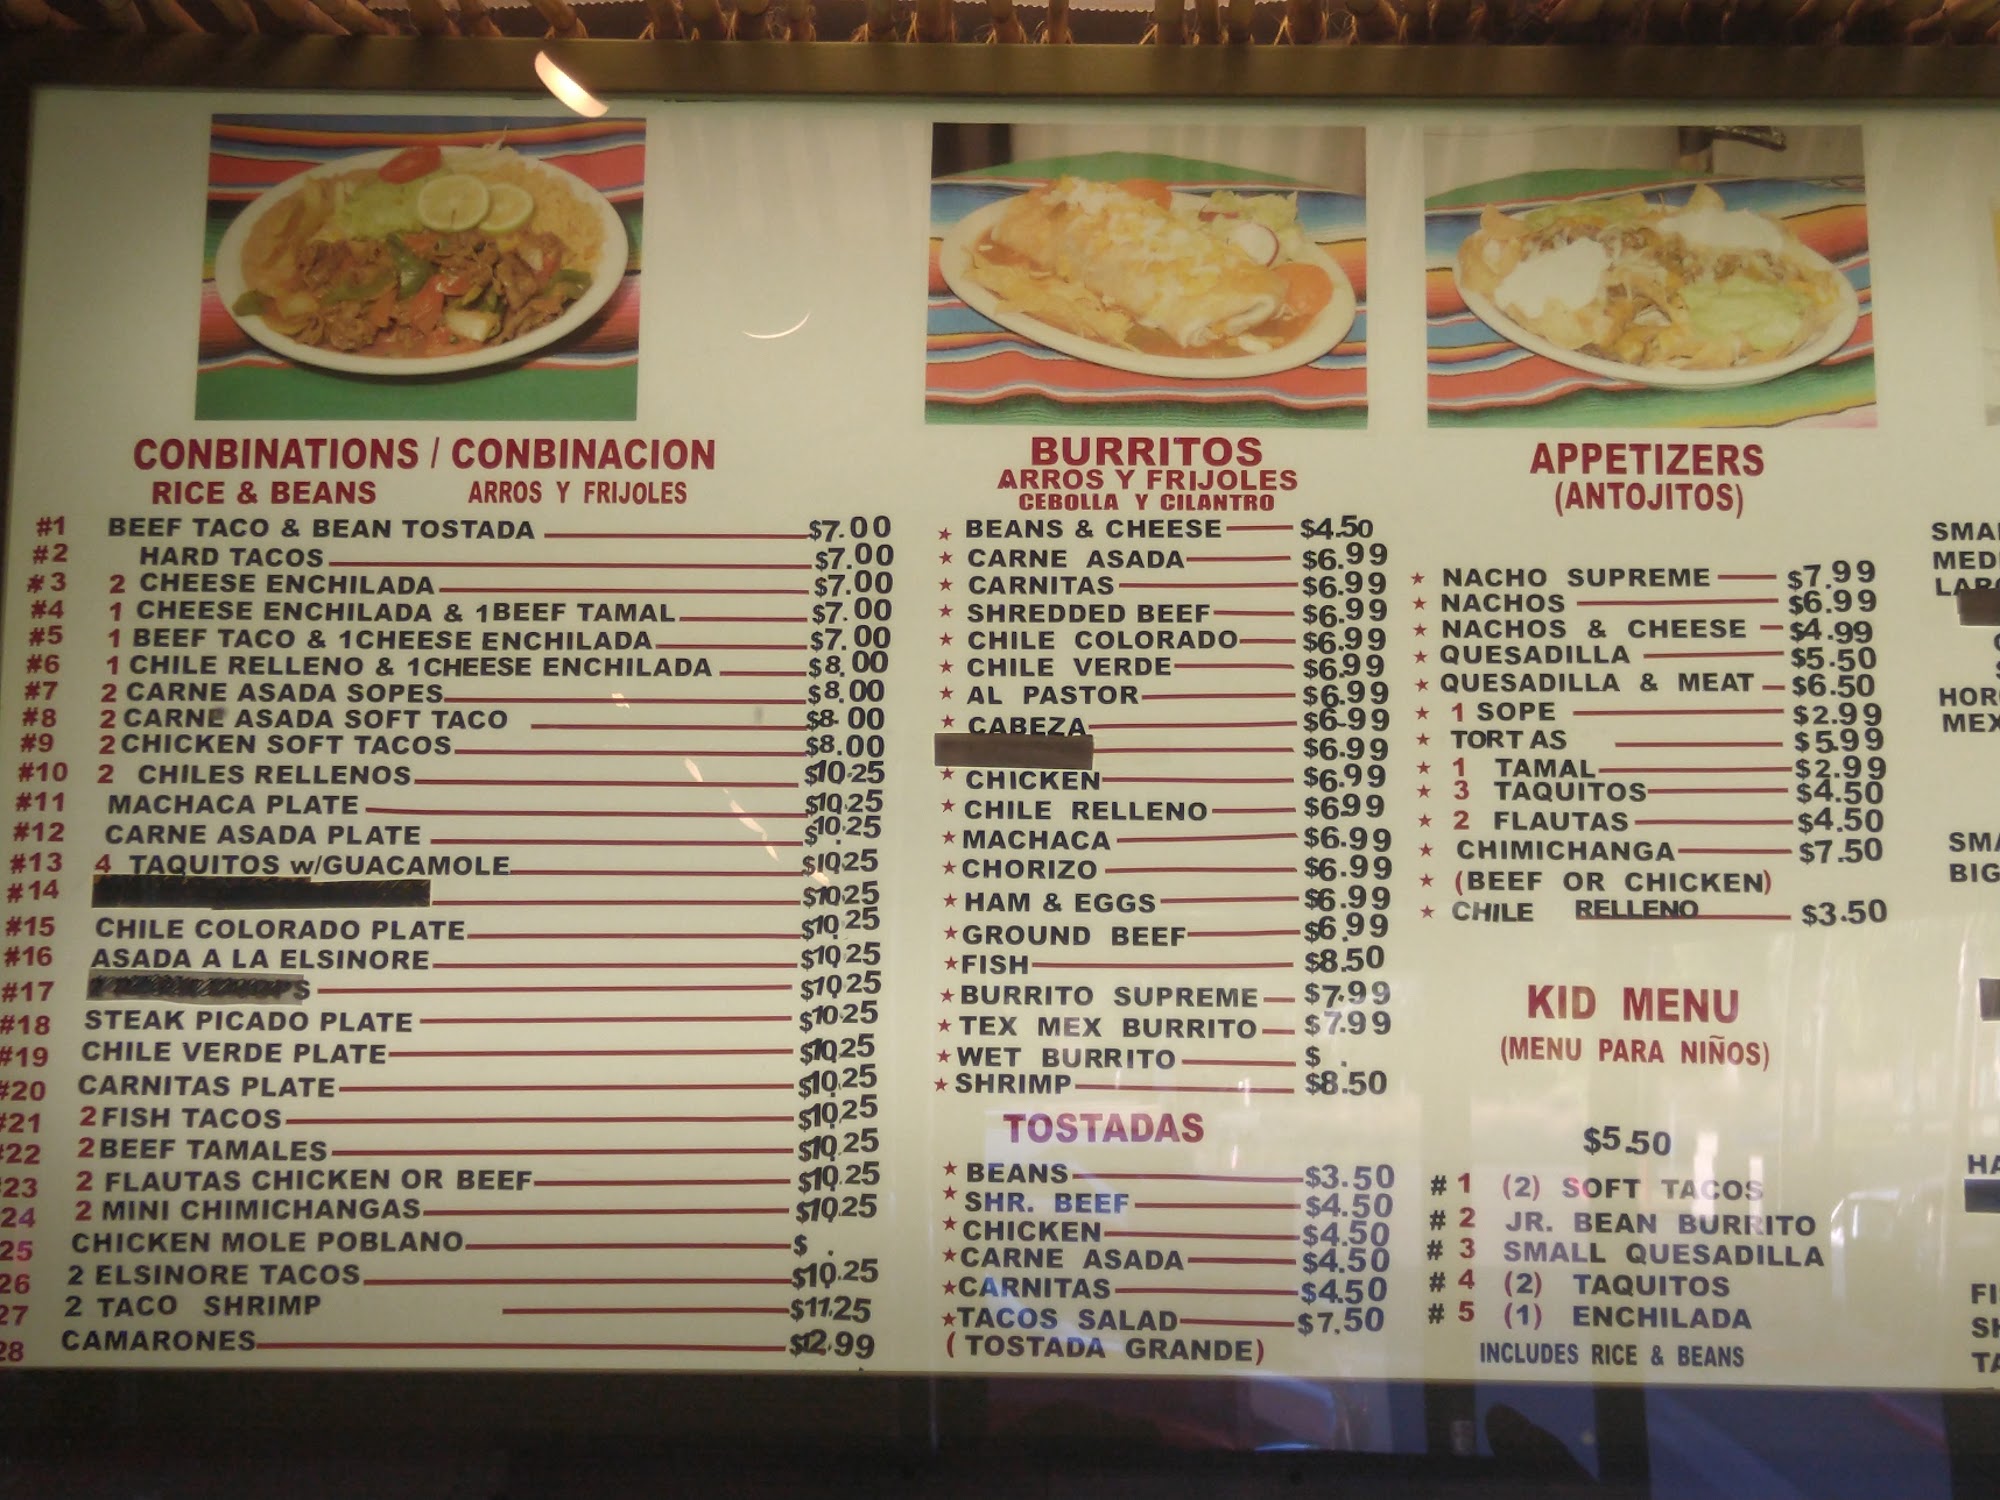 CONBINATIONS / CONBINACION
RICE & BEANS ARROS Y FRIJOLES
#1 BEEF TACO & BEAN TOSTADA $7.00
#2 HARD TACOS $7.00
#3 2 CHEESE ENCHILADA $7.00
#4 1 CHEESE ENCHILADA & 1BEEF TAMAL $7.00
#5 1 BEEF TACO & 1CHEESE ENCHILADA $7.00
#6 1 CHILE RELLENO & 1CHEESE ENCHILADA $8.00
#7 2 CARNE ASADA SOPES $8.00
#8 2 CARNE ASADA SOFT TACO $8.00
#9 2 CHICKEN SOFT TACOS $8.00
#10 2 CHILES RELLENOS $10.25
#11 MACHACA PLATE $10.25
#12 CARNE ASADA PLATE $10.25
#13 4 TAQUITOS w/GUACAMOLE $10.25
#14 $10.25
#15 CHILE COLORADO PLATE $10.25
#16 ASADA A LA ELSINORE $10.25
#17 $10.25
#18 STEAK PICADO PLATE $10.25
#19 CHILE VERDE PLATE $10.25
#20 CARNITAS PLATE $10.25
#21 2 FISH TACOS $10.25
22 2 BEEF TAMALES $10.25
23 2 FLAUTAS CHICKEN OR BEEF $10.25
24 2 MINI CHIMICHANGAS $10.25
25 CHICKEN MOLE POBLANO $ .
26 2 ELSINORE TACOS $10.25
27 2 TACO SHRIMP $11.25
28 CAMARONES $12.99
BURRITOS
ARROS Y FRIJOLES
CEBOLLA Y CILANTRO
★ BEANS & CHEESE $4.50
★ CARNE ASADA $6.99
★ CARNITAS $6.99
★ SHREDDED BEEF $6.99
★ CHILE COLORADO $6.99
★ CHILE VERDE $6.99
★ AL PASTOR $6.99
★ CABEZA $6.99
$6.99
★ CHICKEN $6.99
★ CHILE RELLENO $6.99
★ MACHACA $6.99
★ CHORIZO $6.99
★ HAM & EGGS $6.99
★ GROUND BEEF $6.99
★ FISH $8.50
★ BURRITO SUPREME $7.99
★ TEX MEX BURRITO $7.99
★ WET BURRITO $ .
★ SHRIMP $8.50
TOSTADAS
★ BEANS $3.50
★ SHR. BEEF $4.50
★ CHICKEN $4.50
★ CARNE ASADA $4.50
★ CARNITAS $4.50
★ TACOS SALAD $7.50
(TOSTADA GRANDE)
APPETIZERS
(ANTOJITOS)
★ NACHO SUPREME $7.99
★ NACHOS $6.99
★ NACHOS & CHEESE $4.99
★ QUESADILLA $5.50
★ QUESADILLA & MEAT $6.50
★ 1 SOPE $2.99
★ TORTAS $5.99
★ 1 TAMAL $2.99
★ 3 TAQUITOS $4.50
★ 2 FLAUTAS $4.50
★ CHIMICHANGA $7.50
★ (BEEF OR CHICKEN)
★ CHILE RELLENO $3.50
KID MENU
(MENU PARA NIÑOS)
$5.50
# 1 (2) SOFT TACOS
# 2 JR. BEAN BURRITO
# 3 SMALL QUESADILLA
# 4 (2) TAQUITOS
# 5 (1) ENCHILADA
INCLUDES RICE & BEANS